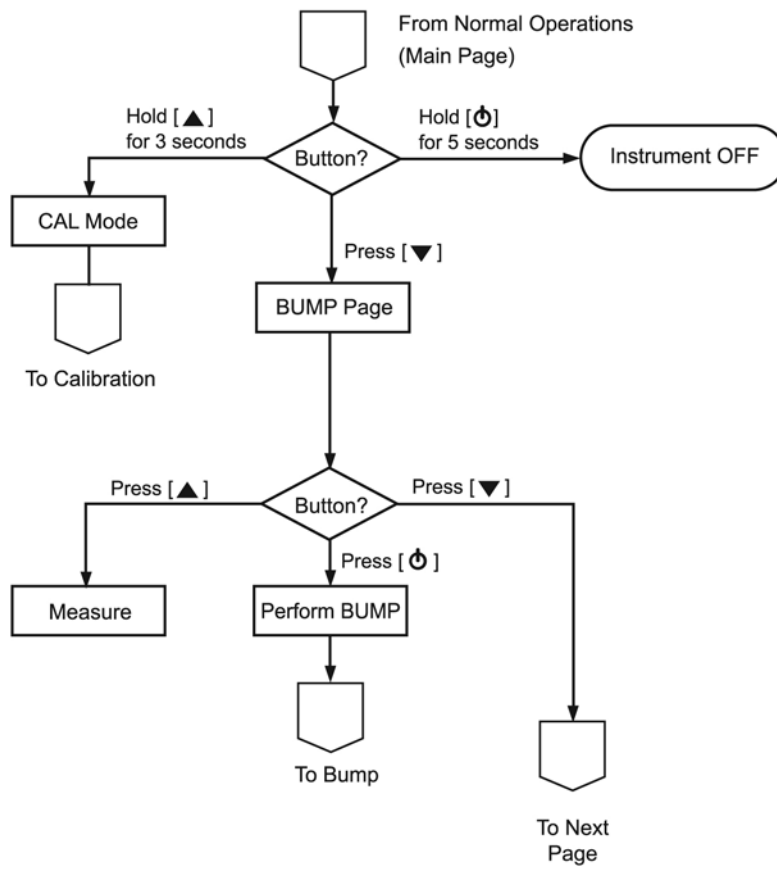 From Normal Operations
(Main Page)
Hold [▲]
for 3 seconds
Button?
Hold [⏻]
for 5 seconds
Instrument OFF
CAL Mode
Press [▼]
BUMP Page
To Calibration
Press [▲]
Button?
Press [▼]
Press [⏻]
Measure
Perform BUMP
To Bump
To Next
Page